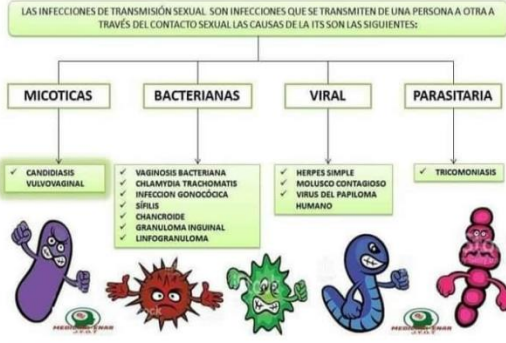 LAS INFECCIONES DE TRANSMISIÓN SEXUAL SON INFECCIONES QUE SE TRANSMITEN DE UNA PERSONA A OTRA A
TRAVÉS DEL CONTACTO SEXUAL LAS CAUSAS DE LA ITS SON LAS SIGUIENTES:
MICOTICAS
BACTERIANAS
VIRAL
PARASITARIA
✓ CANDIDIASIS
VULVOVAGINAL
✓ VAGINOSIS BACTERIANA
✓ CHLAMYDIA TRACHOMATIS
✓ INFECCION GONOCÓCICA
✓ SÍFILIS
✓ CHANCROIDE
✓ GRANULOMA INGUINAL
✓ LINFOGRANULOMA
✓ HERPES SIMPLE
✓ MOLUSCO CONTAGIOSO
✓ VIRUS DEL PAPILOMA
HUMANO
✓ TRICOMONIASIS